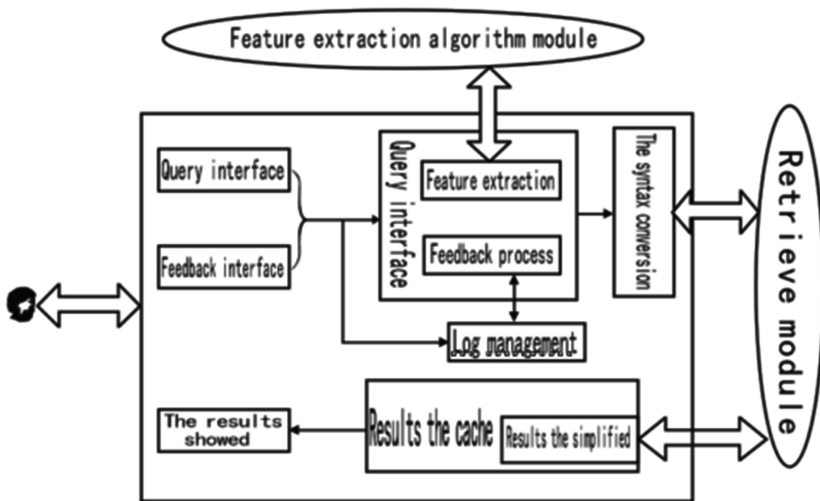 Feature extraction algorithm module
Query interface
Feedback interface
Query interface
Feature extraction
Feedback process
The syntax conversion
Retrieve module
Log management
The results
showed
Results the cache
Results the simplified